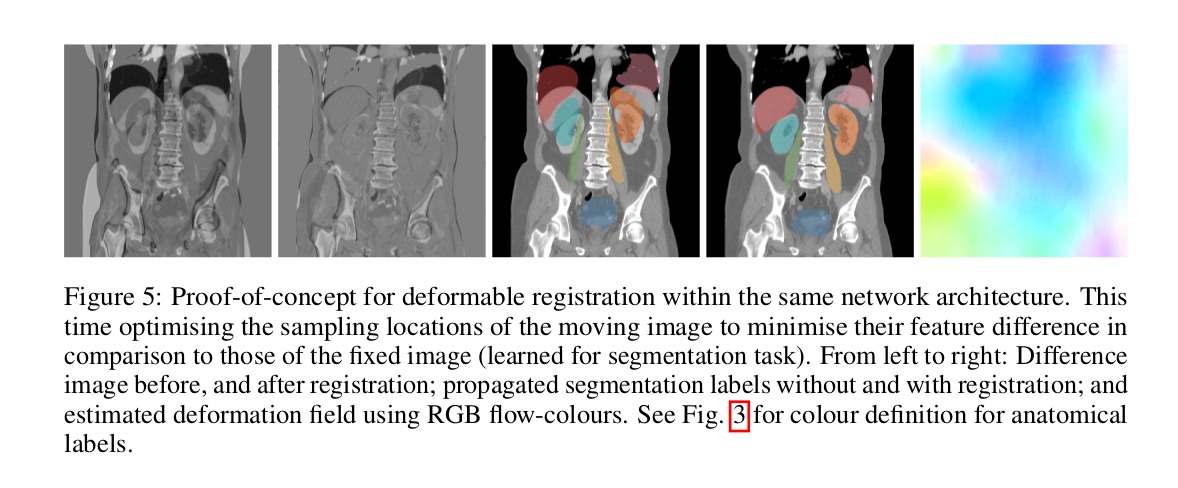 Figure 5: Proof-of-concept for deformable registration within the same network architecture. This
time optimising the sampling locations of the moving image to minimise their feature difference in
comparison to those of the fixed image (learned for segmentation task). From left to right: Difference
image before, and after registration; propagated segmentation labels without and with registration; and
estimated deformation field using RGB flow-colours. See Fig. 3 for colour definition for anatomical
labels.